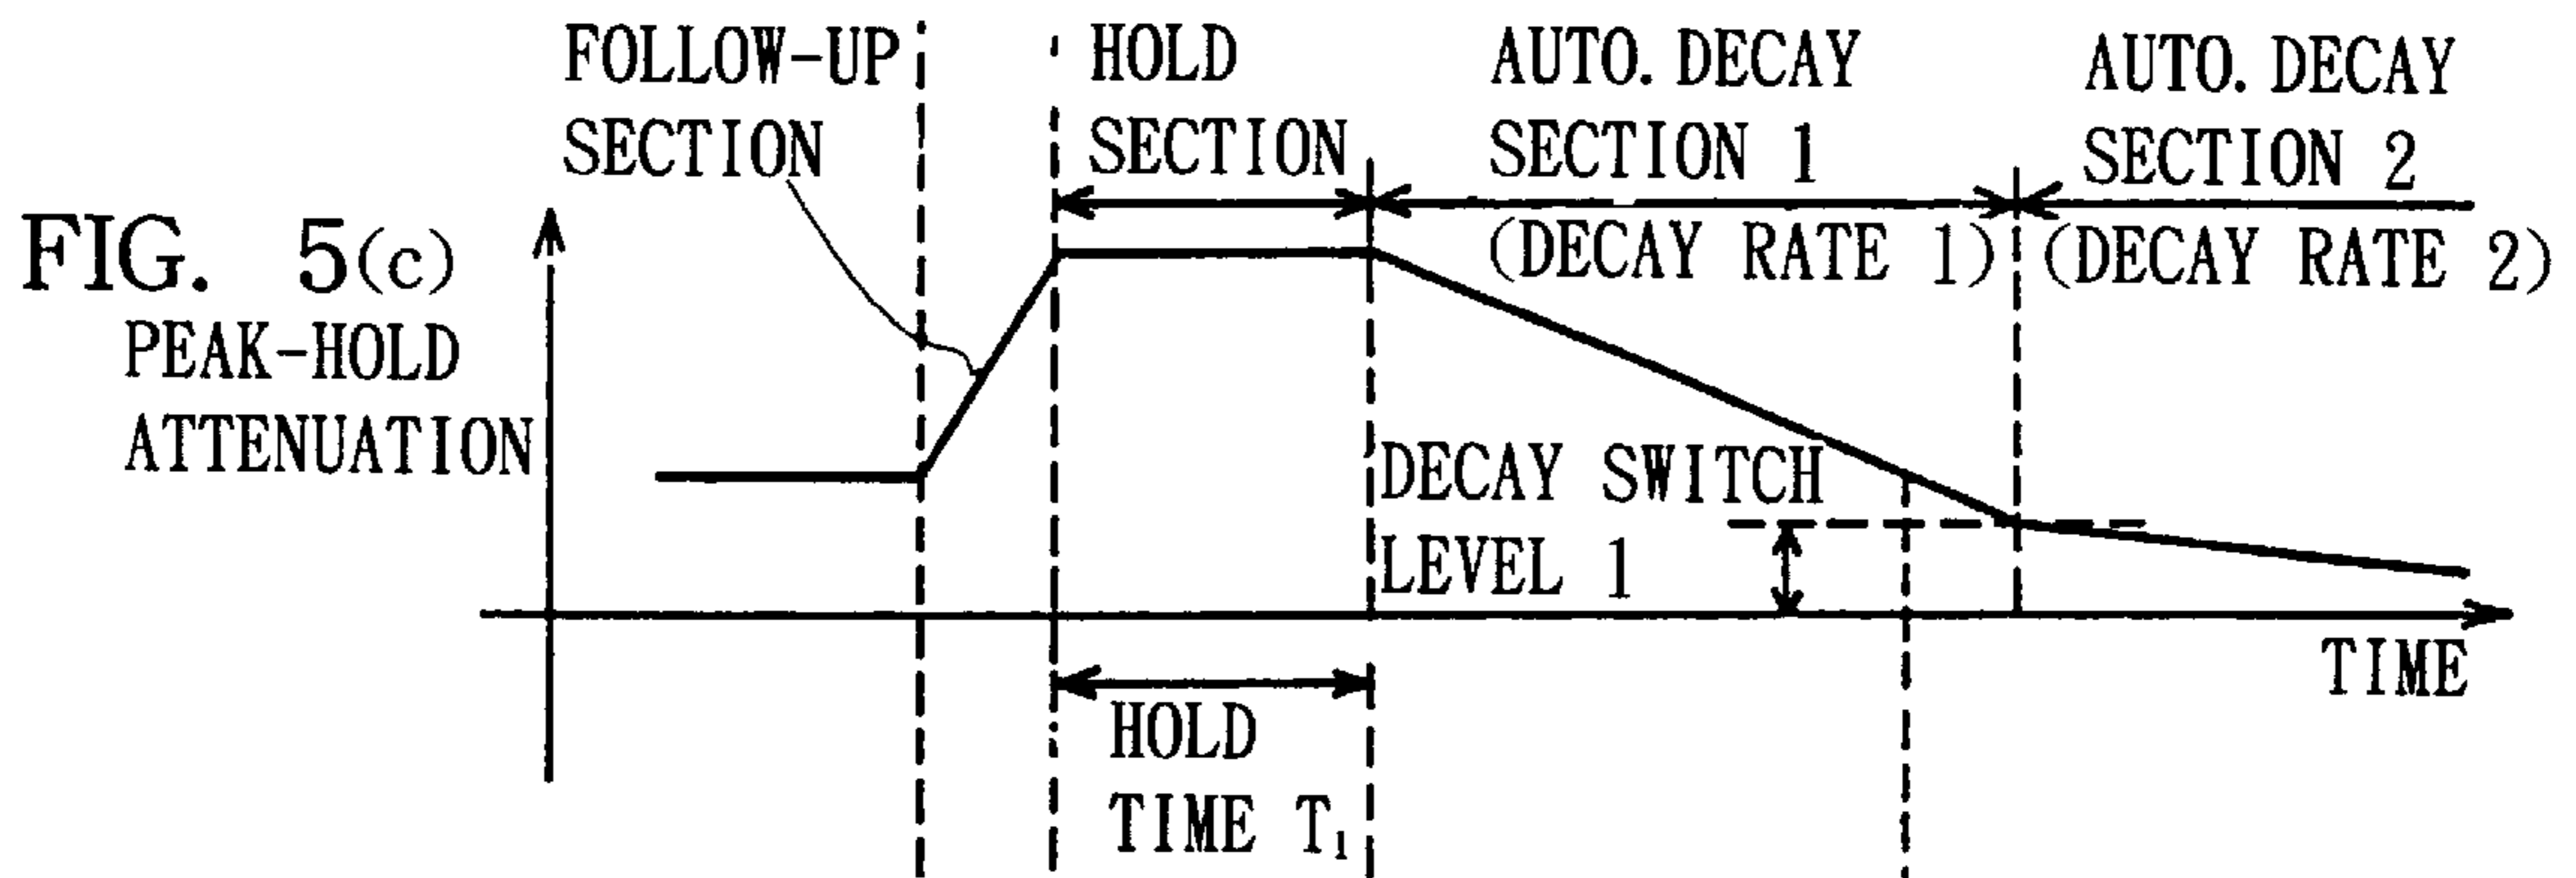 FIG. 5(c)
PEAK-HOLD
ATTENUATION
FOLLOW-UP
SECTION
HOLD
SECTION
AUTO. DECAY
SECTION 1
(DECAY RATE 1)
AUTO. DECAY
SECTION 2
(DECAY RATE 2)
DECAY SWITCH
LEVEL 1
TIME
HOLD
TIME T₁